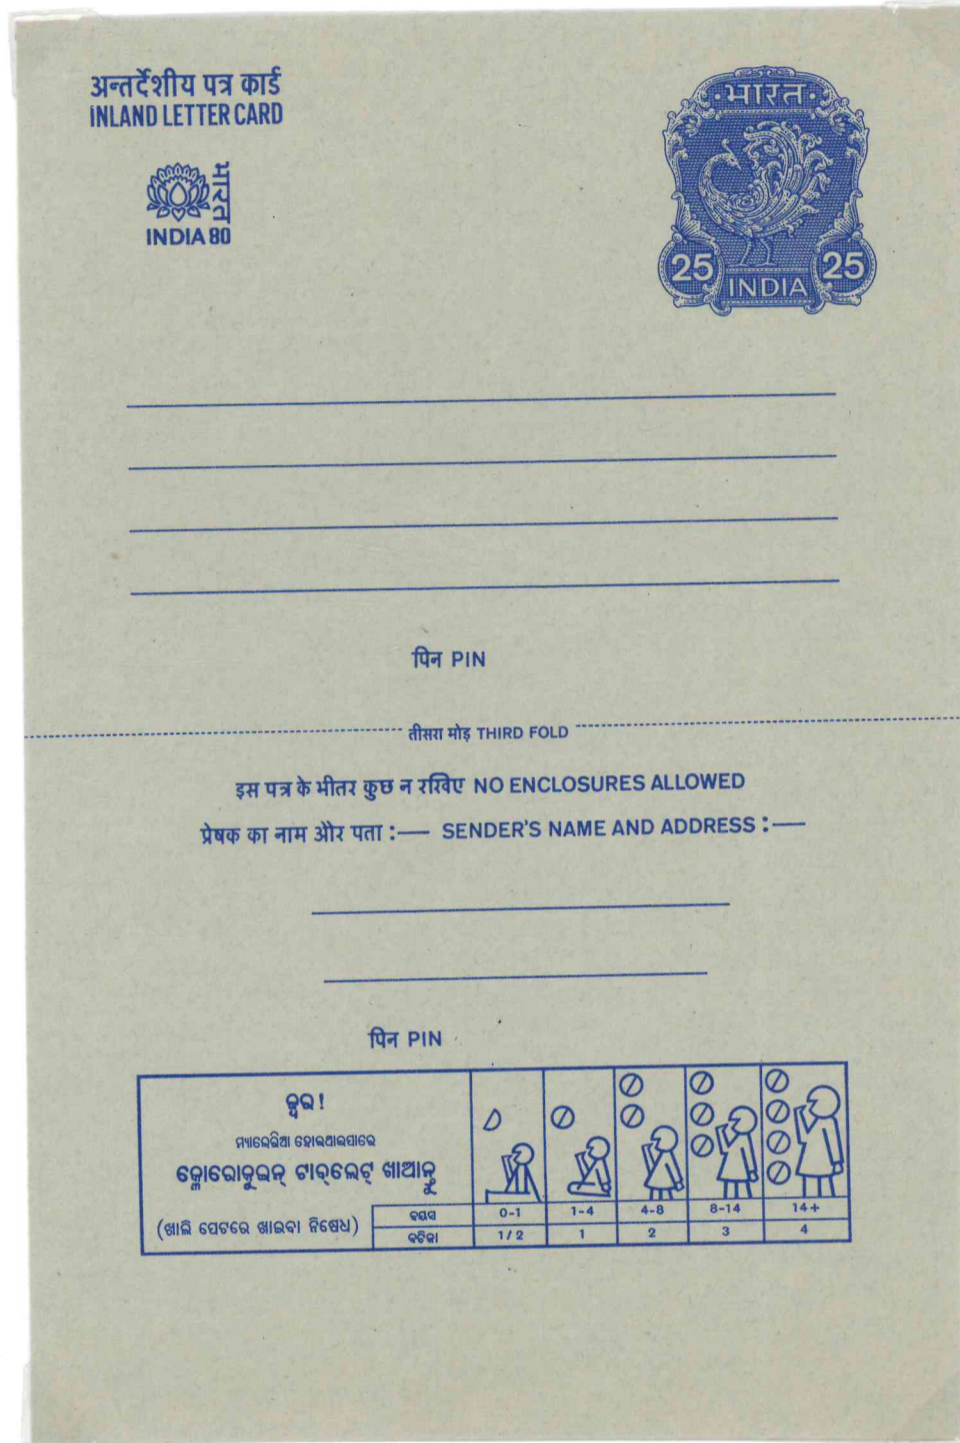 अन्तर्देशीय पत्र कार्ड
INLAND LETTER CARD
भारत
INDIA 80
भारत
25 25
INDIA
पिन PIN
तीसरा मोड़ THIRD FOLD
इस पत्र के भीतर कुछ न रखिए NO ENCLOSURES ALLOWED
प्रेषक का नाम और पता :— SENDER'S NAME AND ADDRESS :—
पिन PIN
ଜ୍ୱର!
ମ୍ୟାଲେରିଆ ହୋଇଥାଇପାରେ
କ୍ଲୋରୋକୁଇନ୍ ଟାବ୍‌ଲେଟ୍ ଖାଆନ୍ତୁ
(ଖାଲି ପେଟରେ ଖାଇବା ନିଷେଧ)
ବୟସ 0-1 1-4 4-8 8-14 14+
ବଟିକା 1/2 1 2 3 4